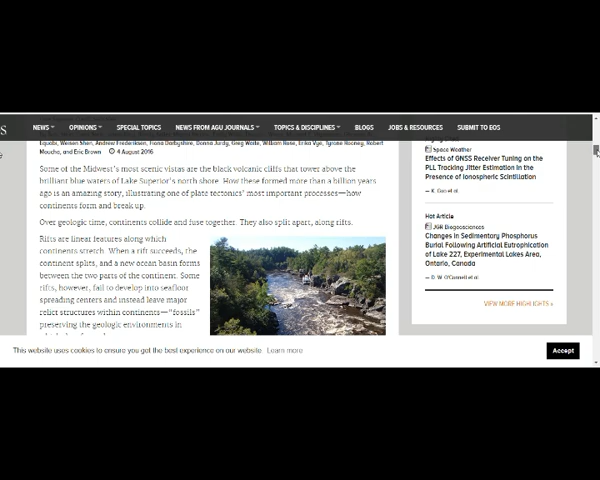 S
NEWS
OPINIONS
SPECIAL TOPICS
NEWS FROM AGU JOURNALS
TOPICS & DISCIPLINES
BLOGS
JOBS & RESOURCES
SUBMIT TO EOS
Equabi, Weisen Shen, Andrew Frederiksen, Fiona Darbyshire, Donna Jurdy, Greg Waite, William Rose, Erika Vye, Tyrone Rooney, Robert
Moucha, and Eric Brown 4 August 2016
Some of the Midwest's most scenic vistas are the black volcanic cliffs that tower above the
brilliant blue waters of Lake Superior's north shore. How these formed more than a billion years
ago is an amazing story, illustrating one of plate tectonics' most important processes—how
continents form and break up.
Over geologic time, continents collide and fuse together. They also split apart, along rifts.
Rifts are linear features along which
continents stretch. When a rift succeeds, the
continent splits, and a new ocean basin forms
between the two parts of the continent. Some
rifts, however, fail to develop into seafloor
spreading centers and instead leave major
relict structures within continents—"fossils"
preserving the geologic environments in
Space Weather
Effects of GNSS Receiver Tuning on the
PLL Tracking Jitter Estimation in the
Presence of Ionospheric Scintillation
— K. Guo et al.
Hot Article
JGR Biogeosciences
Changes in Sedimentary Phosphorus
Burial Following Artificial Eutrophication
of Lake 227, Experimental Lakes Area,
Ontario, Canada
— D. W. O'Connell et al.
VIEW MORE HIGHLIGHTS »
This website uses cookies to ensure you get the best experience on our website Learn more
Accept